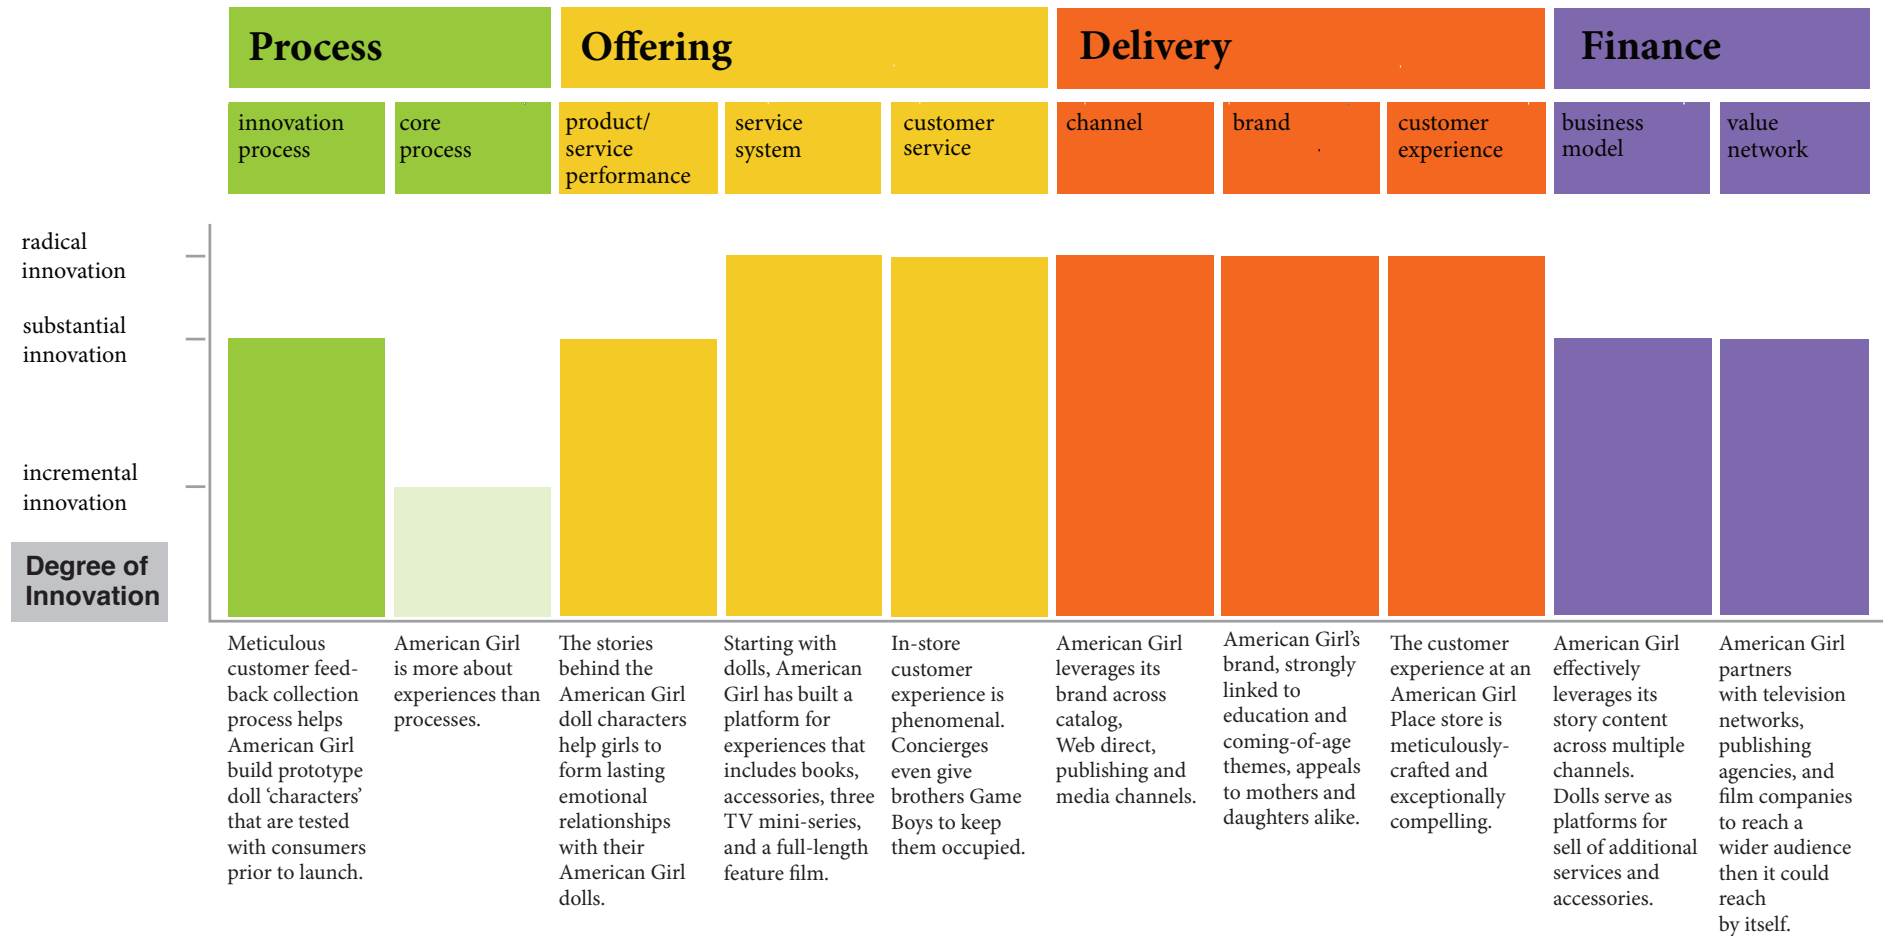 Process
Offering
Delivery
Finance
innovation
process
core
process
product/
service
performance
service
system
customer
service
channel
brand
customer
experience
business
model
value
network
radical
innovation
substantial
innovation
incremental
innovation
Degree of
Innovation
Meticulous
customer feed-
back collection
process helps
American Girl
build prototype
doll ‘characters’
that are tested
with consumers
prior to launch.
American Girl
is more about
experiences than
processes.
The stories
behind the
American Girl
doll characters
help girls to
form lasting
emotional
relationships
with their
American Girl
dolls.
Starting with
dolls, American
Girl has built a
platform for
experiences that
includes books,
accessories, three
TV mini-series,
and a full-length
feature film.
In-store
customer
experience is
phenomenal.
Concierges
even give
brothers Game
Boys to keep
them occupied.
American Girl
leverages its
brand across
catalog,
Web direct,
publishing and
media channels.
American Girl’s
brand, strongly
linked to
education and
coming-of-age
themes, appeals
to mothers and
daughters alike.
The customer
experience at an
American Girl
Place store is
meticulously-
crafted and
exceptionally
compelling.
American Girl
effectively
leverages its
story content
across multiple
channels.
Dolls serve as
platforms for
sell of additional
services and
accessories.
American Girl
partners
with television
networks,
publishing
agencies, and
film companies
to reach a
wider audience
then it could
reach
by itself.